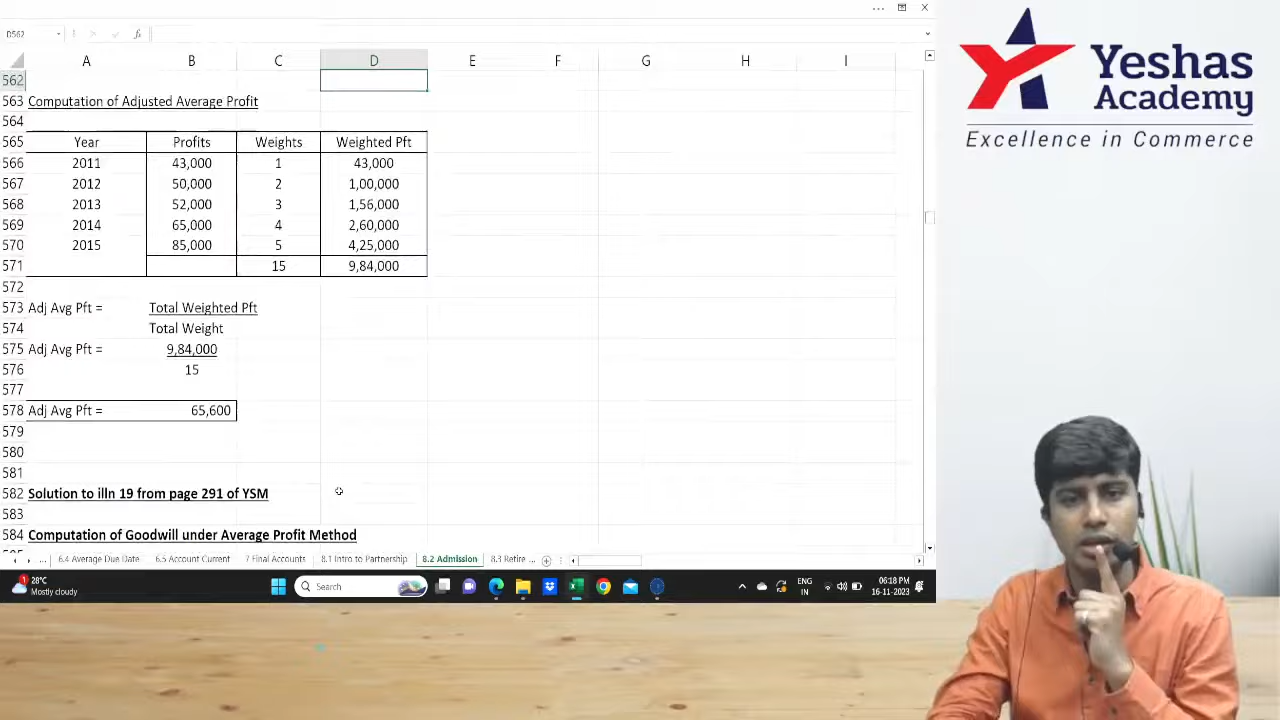 D562
A B C D E F G H I
562
563 Computation of Adjusted Average Profit
564
565 Year Profits Weights Weighted Pft
566 2011 43,000 1 43,000
567 2012 50,000 2 1,00,000
568 2013 52,000 3 1,56,000
569 2014 65,000 4 2,60,000
570 2015 85,000 5 4,25,000
571 15 9,84,000
572
573 Adj Avg Pft = Total Weighted Pft
574 Total Weight
575 Adj Avg Pft = 9,84,000
576 15
577
578 Adj Avg Pft = 65,600
579
580
581
582 Solution to illn 19 from page 291 of YSM
583
584 Computation of Goodwill under Average Profit Method
... 6.4 Average Due Date 6.5 Account Current 7 Final Accounts 8.1 Intro to Partnership 8.2 Admission 8.3 Retire ...
1 28°C
Mostly cloudy
Search
ENG
IN
06:18 PM
16-11-2023
Yeshas
Academy
Excellence in Commerce